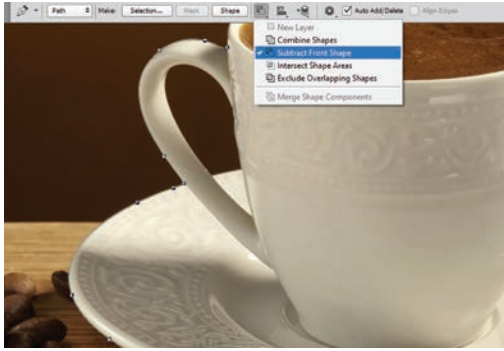 Path Make: Selection... Mask Shape Auto Add/Delete Align Edges
New Layer
Combine Shapes
Subtract Front Shape
Intersect Shape Areas
Exclude Overlapping Shapes
Merge Shape Components